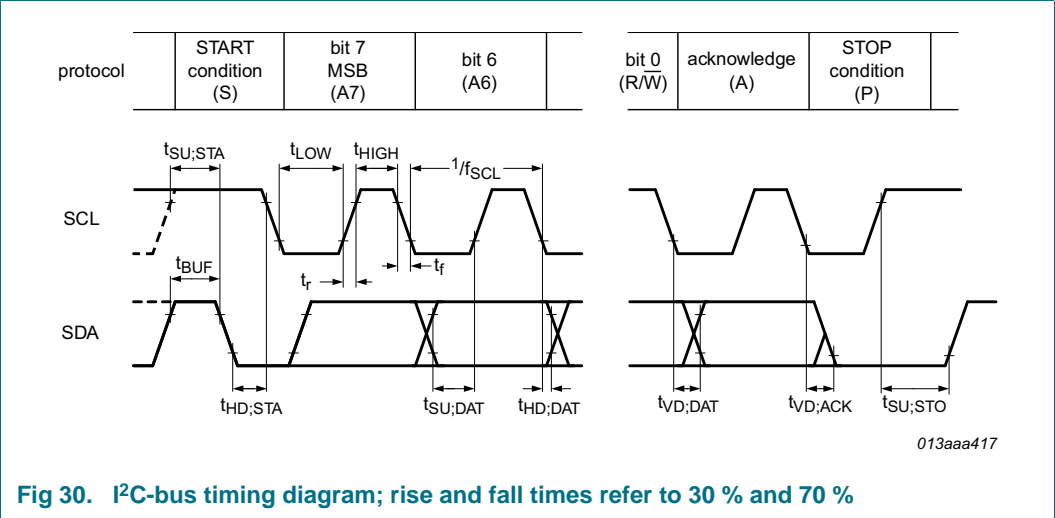 protocol
START
condition
(S)
bit 7
MSB
(A7)
bit 6
(A6)
bit 0
(R/W̅)
acknowledge
(A)
STOP
condition
(P)
tSU;STA
tLOW
tHIGH
1/fSCL
SCL
tBUF
tr
tf
SDA
tHD;STA
tSU;DAT
tHD;DAT
tVD;DAT
tVD;ACK
tSU;STO
013aaa417
Fig 30. I²C-bus timing diagram; rise and fall times refer to 30 % and 70 %